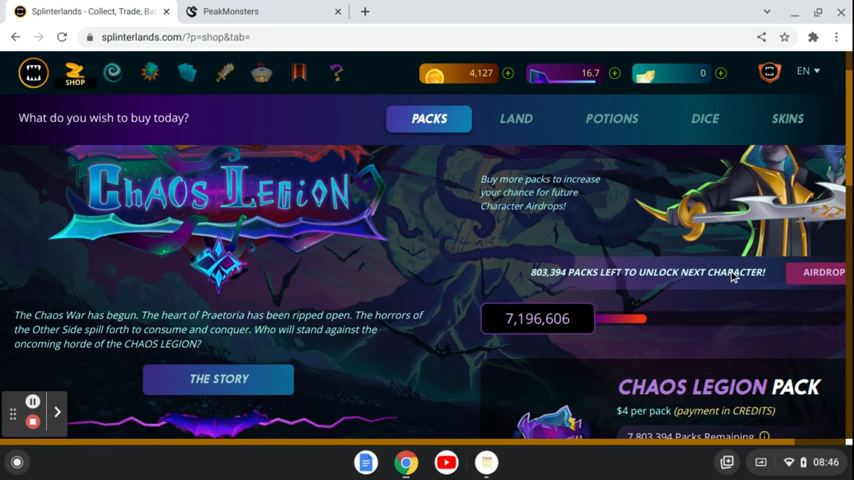 Splinterlands - Collect, Trade, Ba
PeakMonsters
splinterlands.com/?p=shop&tab=
SHOP
4,127
16.7
0
EN
What do you wish to buy today?
PACKS
LAND
POTIONS
DICE
SKINS
CHAOS LEGION
Buy more packs to increase
your chance for future
Character Airdrops!
803,394 PACKS LEFT TO UNLOCK NEXT CHARACTER!
AIRDROP
7,196,606
The Chaos War has begun. The heart of Praetoria has been ripped open. The horrors of
the Other Side spill forth to consume and conquer. Who will stand against the
oncoming horde of the CHAOS LEGION?
THE STORY
CHAOS LEGION PACK
$4 per pack (payment in CREDITS)
7,803,394 Packs Remaining
08:46